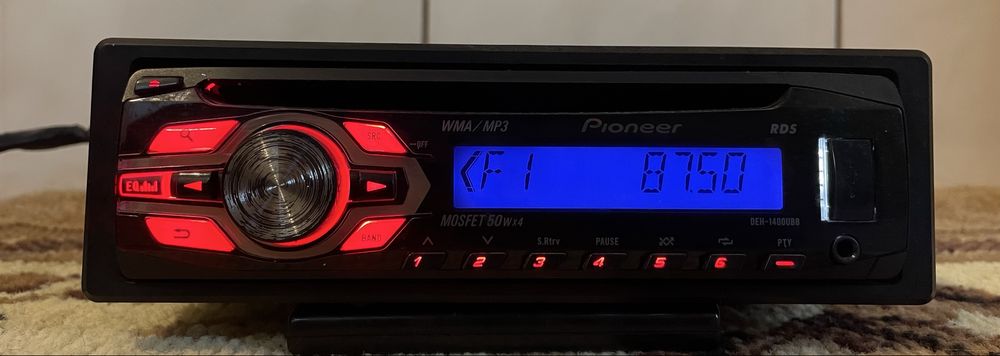 WMA/MP3 Pioneer RDS
SRC
OFF
F1 87.50
EQ
MOSFET 50Wx4 DEH-1400UBB
BAND
S.Rtrv PAUSE PTY
1 2 3 4 5 6